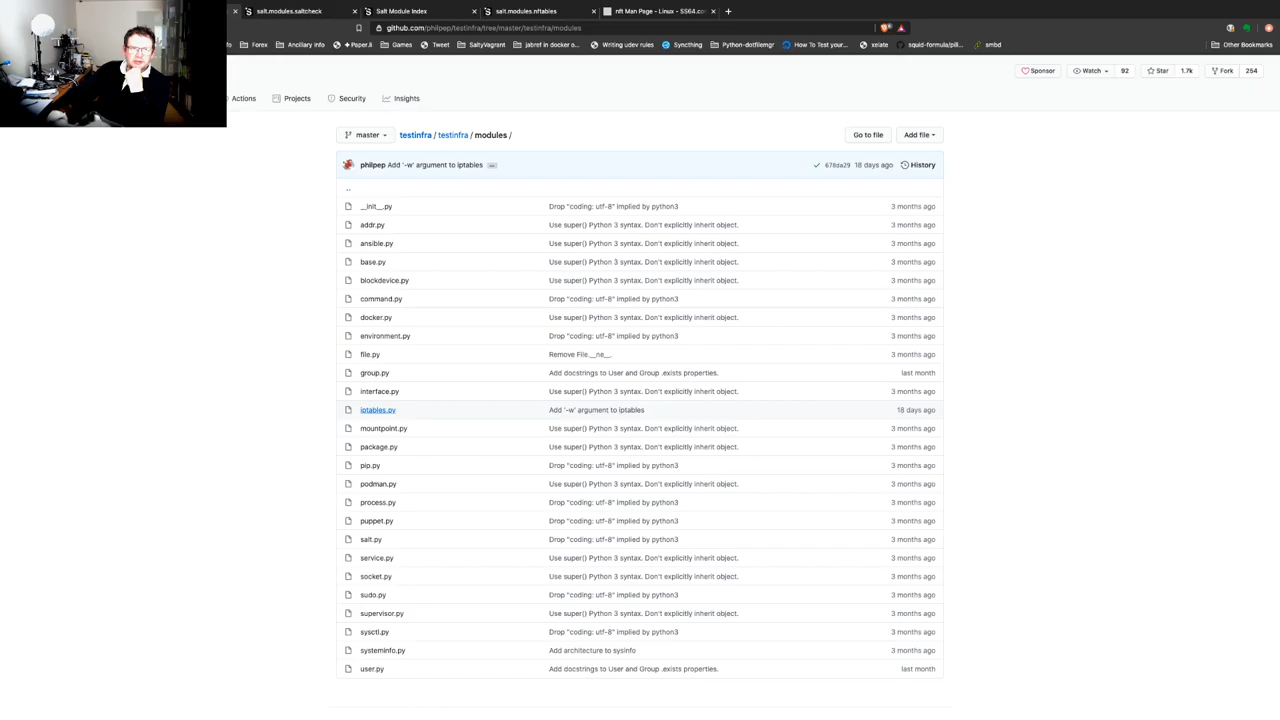 salt.modules.saltcheck
Salt Module Index
salt.modules.nftables
nft Man Page - Linux - SS64.co
github.com/philpep/testinfra/tree/master/testinfra/modules
fo Forex Ancillary Info + Paper.li Games Tweet SaltyVagrant jabref in docker o... Writing udev rules Syncthing Python-dotfilemgr How To Test your... xelate squid-formula/pill... smbd Other Bookmarks
Sponsor Watch 92 Star 1.7k Fork 254
Actions Projects Security Insights
master testinfra / testinfra / modules / Go to file Add file
philpep Add '-w' argument to iptables ... 678da29 18 days ago History
..
__init__.py Drop "coding: utf-8" implied by python3 3 months ago
addr.py Use super() Python 3 syntax. Don't explicitly inherit object. 3 months ago
ansible.py Use super() Python 3 syntax. Don't explicitly inherit object. 3 months ago
base.py Use super() Python 3 syntax. Don't explicitly inherit object. 3 months ago
blockdevice.py Use super() Python 3 syntax. Don't explicitly inherit object. 3 months ago
command.py Drop "coding: utf-8" implied by python3 3 months ago
docker.py Use super() Python 3 syntax. Don't explicitly inherit object. 3 months ago
environment.py Drop "coding: utf-8" implied by python3 3 months ago
file.py Remove File.__ne__. 3 months ago
group.py Add docstrings to User and Group .exists properties. last month
interface.py Use super() Python 3 syntax. Don't explicitly inherit object. 3 months ago
iptables.py Add '-w' argument to iptables 18 days ago
mountpoint.py Use super() Python 3 syntax. Don't explicitly inherit object. 3 months ago
package.py Use super() Python 3 syntax. Don't explicitly inherit object. 3 months ago
pip.py Drop "coding: utf-8" implied by python3 3 months ago
podman.py Use super() Python 3 syntax. Don't explicitly inherit object. 3 months ago
process.py Drop "coding: utf-8" implied by python3 3 months ago
puppet.py Drop "coding: utf-8" implied by python3 3 months ago
salt.py Drop "coding: utf-8" implied by python3 3 months ago
service.py Use super() Python 3 syntax. Don't explicitly inherit object. 3 months ago
socket.py Use super() Python 3 syntax. Don't explicitly inherit object. 3 months ago
sudo.py Drop "coding: utf-8" implied by python3 3 months ago
supervisor.py Use super() Python 3 syntax. Don't explicitly inherit object. 3 months ago
sysctl.py Drop "coding: utf-8" implied by python3 3 months ago
systeminfo.py Add architecture to sysinfo 3 months ago
user.py Add docstrings to User and Group .exists properties. last month